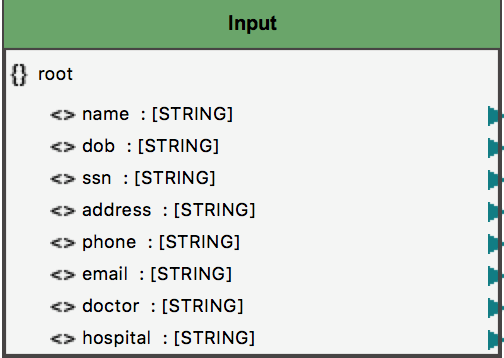 Input
{} root
<> name : [STRING]
<> dob : [STRING]
<> ssn : [STRING]
<> address : [STRING]
<> phone : [STRING]
<> email : [STRING]
<> doctor : [STRING]
<> hospital : [STRING]